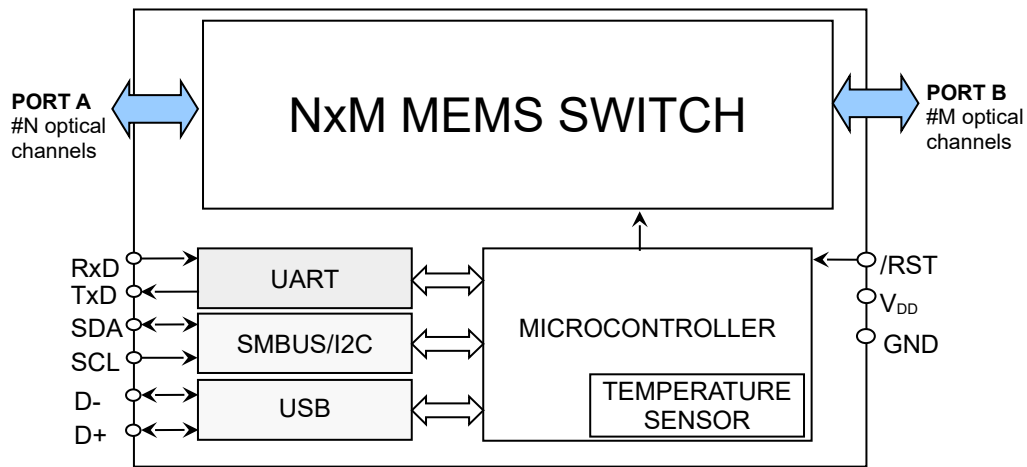 NxM MEMS SWITCH
PORT A
#N optical
channels
PORT B
#M optical
channels
RxD
TxD
SDA
SCL
D-
D+
UART
SMBUS/I2C
USB
MICROCONTROLLER
TEMPERATURE
SENSOR
/RST
VDD
GND